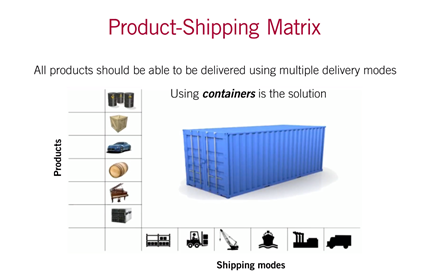 Product-Shipping Matrix
All products should be able to be delivered using multiple delivery modes
Using containers is the solution
Products
Shipping modes